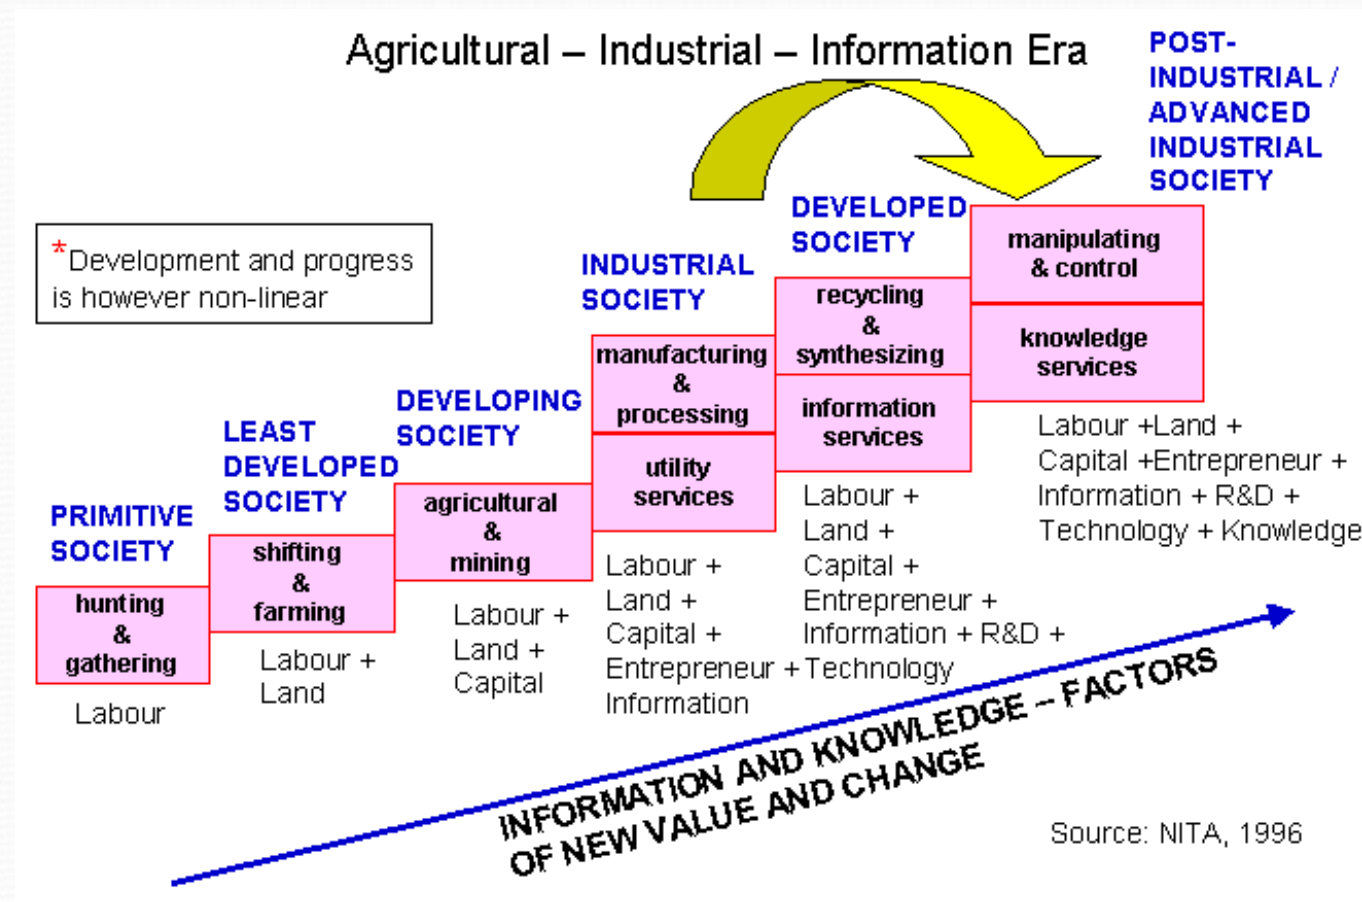 Agricultural – Industrial – Information Era
*Development and progress
is however non-linear
PRIMITIVE
SOCIETY
hunting
&
gathering
Labour
LEAST
DEVELOPED
SOCIETY
shifting
&
farming
Labour +
Land
DEVELOPING
SOCIETY
agricultural
&
mining
Labour +
Land +
Capital
INDUSTRIAL
SOCIETY
manufacturing
&
processing
utility
services
Labour +
Land +
Capital +
Entrepreneur +
Information
DEVELOPED
SOCIETY
recycling
&
synthesizing
information
services
Labour +
Land +
Capital +
Entrepreneur +
Information + R&D +
Technology
POST-
INDUSTRIAL /
ADVANCED
INDUSTRIAL
SOCIETY
manipulating
& control
knowledge
services
Labour +Land +
Capital +Entrepreneur +
Information + R&D +
Technology + Knowledge
INFORMATION AND KNOWLEDGE – FACTORS
OF NEW VALUE AND CHANGE
Source: NITA, 1996